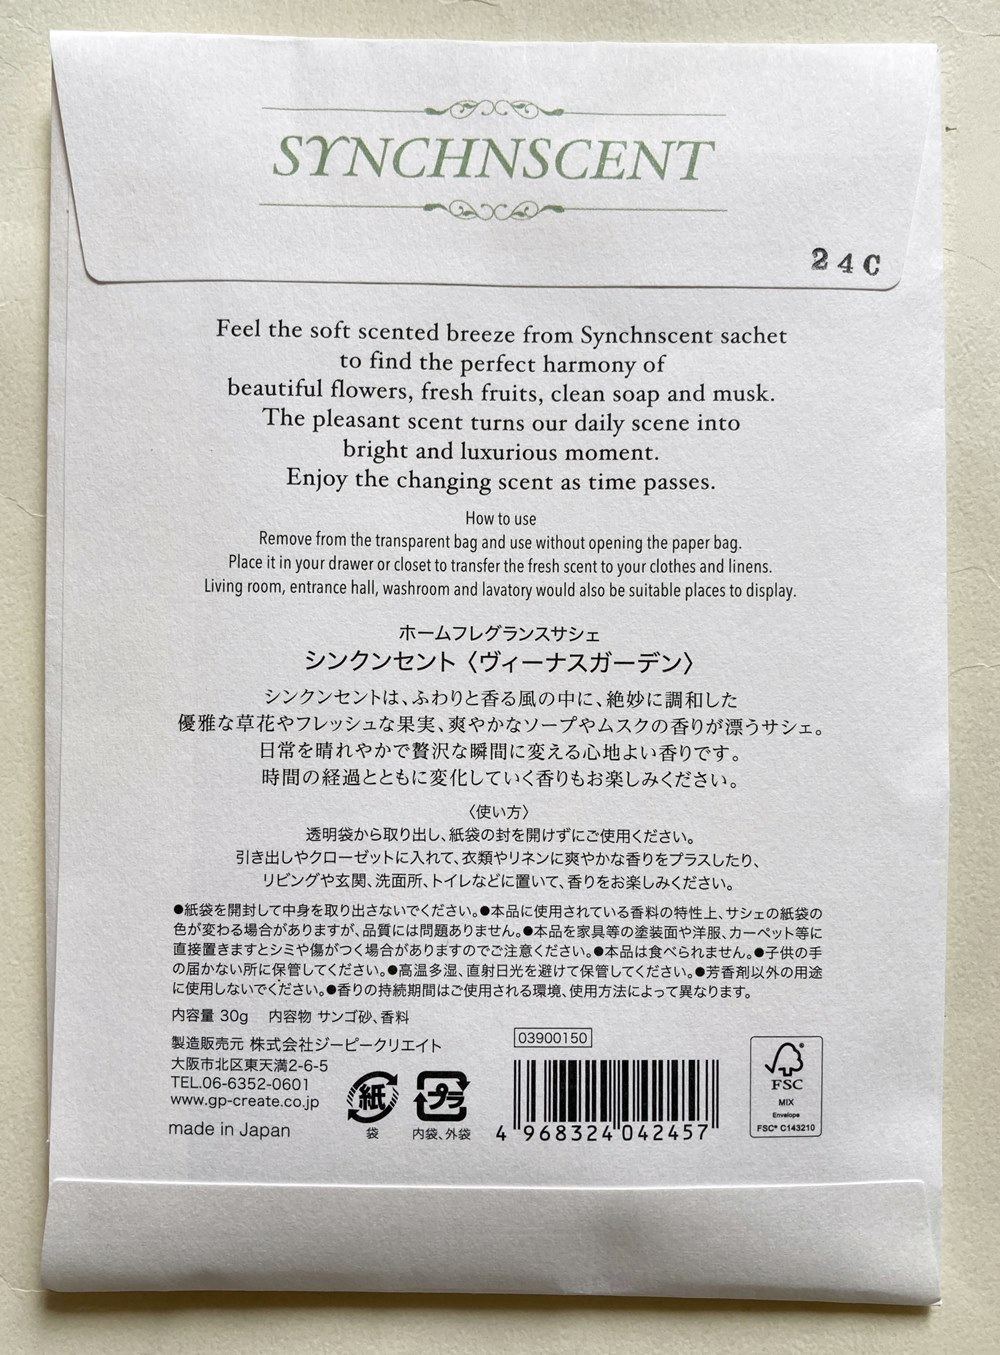 SYNCHNSCENT
24C
Feel the soft scented breeze from Synchnscent sachet
to find the perfect harmony of
beautiful flowers, fresh fruits, clean soap and musk.
The pleasant scent turns our daily scene into
bright and luxurious moment.
Enjoy the changing scent as time passes.
How to use
Remove from the transparent bag and use without opening the paper bag.
Place it in your drawer or closet to transfer the fresh scent to your clothes and linens.
Living room, entrance hall, washroom and lavatory would also be suitable places to display.
ホームフレグランスサシェ
シンクンセント〈ヴィーナスガーデン〉
シンクンセントは、ふわりと香る風の中に、絶妙に調和した
優雅な草花やフレッシュな果実、爽やかなソープやムスクの香りが漂うサシェ。
日常を晴れやかで贅沢な瞬間に変える心地よい香りです。
時間の経過とともに変化していく香りもお楽しみください。
〈使い方〉
透明袋から取り出し、紙袋の封を開けずにご使用ください。
引き出しやクローゼットに入れて、衣類やリネンに爽やかな香りをプラスしたり、
リビングや玄関、洗面所、トイレなどに置いて、香りをお楽しみください。
●紙袋を開封して中身を取り出さないでください。●本品に使用されている香料の特性上、サシェの紙袋の
色が変わる場合がありますが、品質には問題ありません。●本品を家具等の塗装面や洋服、カーペット等に
直接置きますとシミや傷がつく場合がありますのでご注意ください。●本品は食べられません。●子供の手
の届かない所に保管してください。●高温多湿、直射日光を避けて保管してください。●芳香剤以外の用途
に使用しないでください。●香りの持続期間はご使用される環境、使用方法によって異なります。
内容量 30g 内容物 サンゴ砂、香料
製造販売元 株式会社ジーピークリエイト
大阪市北区東天満2-6-5
TEL.06-6352-0601
www.gp-create.co.jp
made in Japan
紙
袋
プラ
内袋、外袋
03900150
4 968324 042457
FSC
MIX
Envelope
FSC® C143210